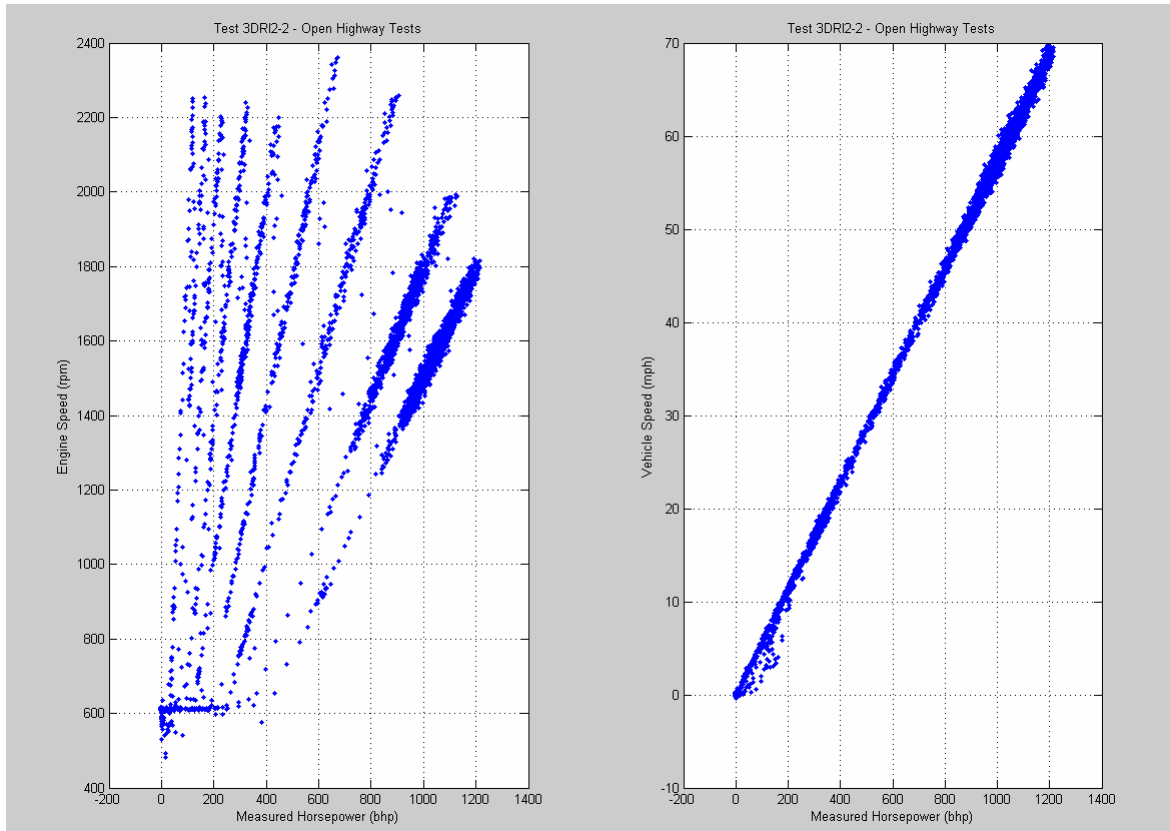 Test 3DRI2-2 - Open Highway Tests
2400
2200
2000
1800
1600
1400
1200
1000
800
600
400
Engine Speed (rpm)
-200 0 200 400 600 800 1000 1200 1400
Measured Horsepower (bhp)
Test 3DRI2-2 - Open Highway Tests
70
60
50
40
30
20
10
0
-10
Vehicle Speed (mph)
-200 0 200 400 600 800 1000 1200 1400
Measured Horsepower (bhp)